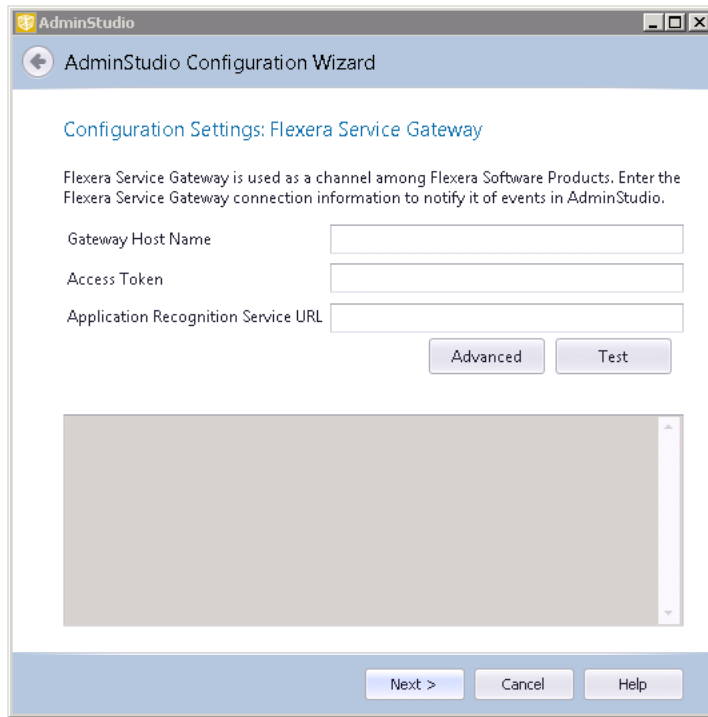 AdminStudio
AdminStudio Configuration Wizard
Configuration Settings: Flexera Service Gateway
Flexera Service Gateway is used as a channel among Flexera Software Products. Enter the
Flexera Service Gateway connection information to notify it of events in AdminStudio.
Gateway Host Name
Access Token
Application Recognition Service URL
Advanced Test
Next > Cancel Help